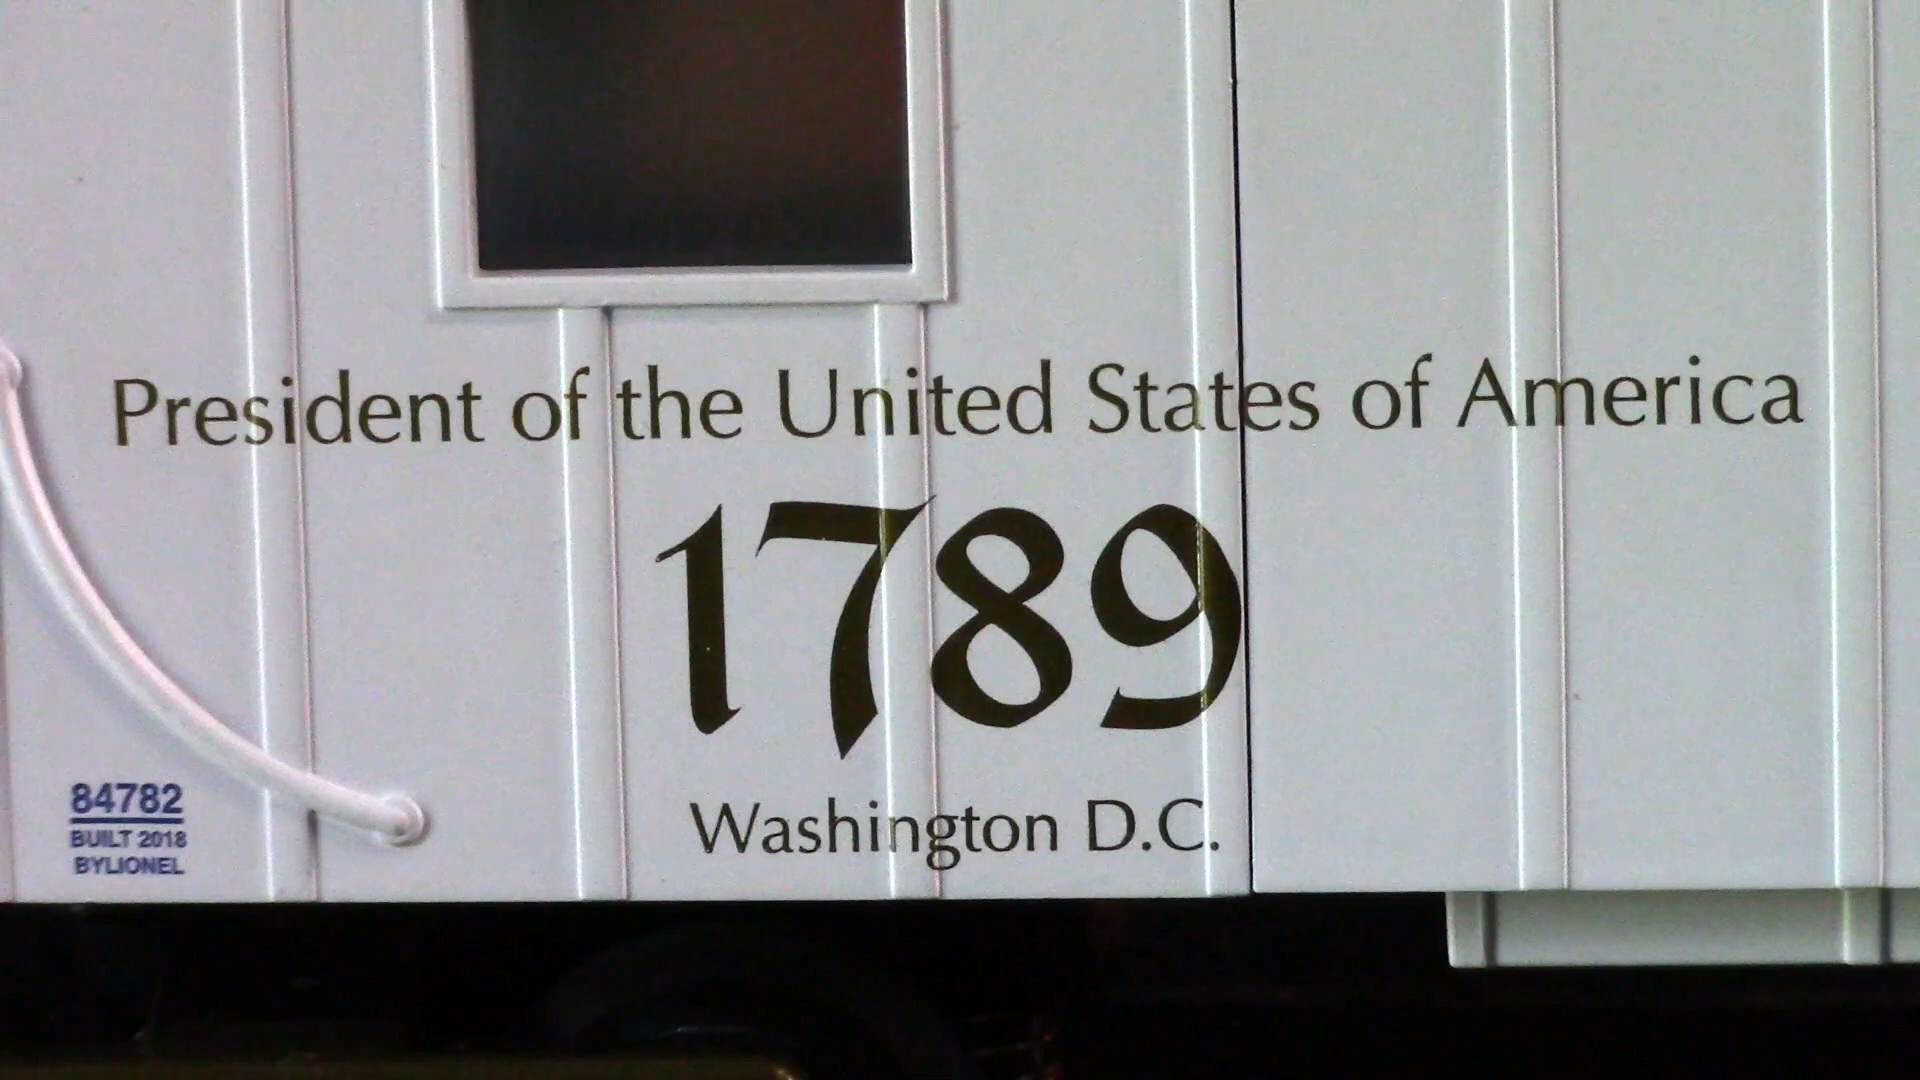 President of the United States of America
1789
Washington D.C.
84782
BUILT 2018
BYLIONEL